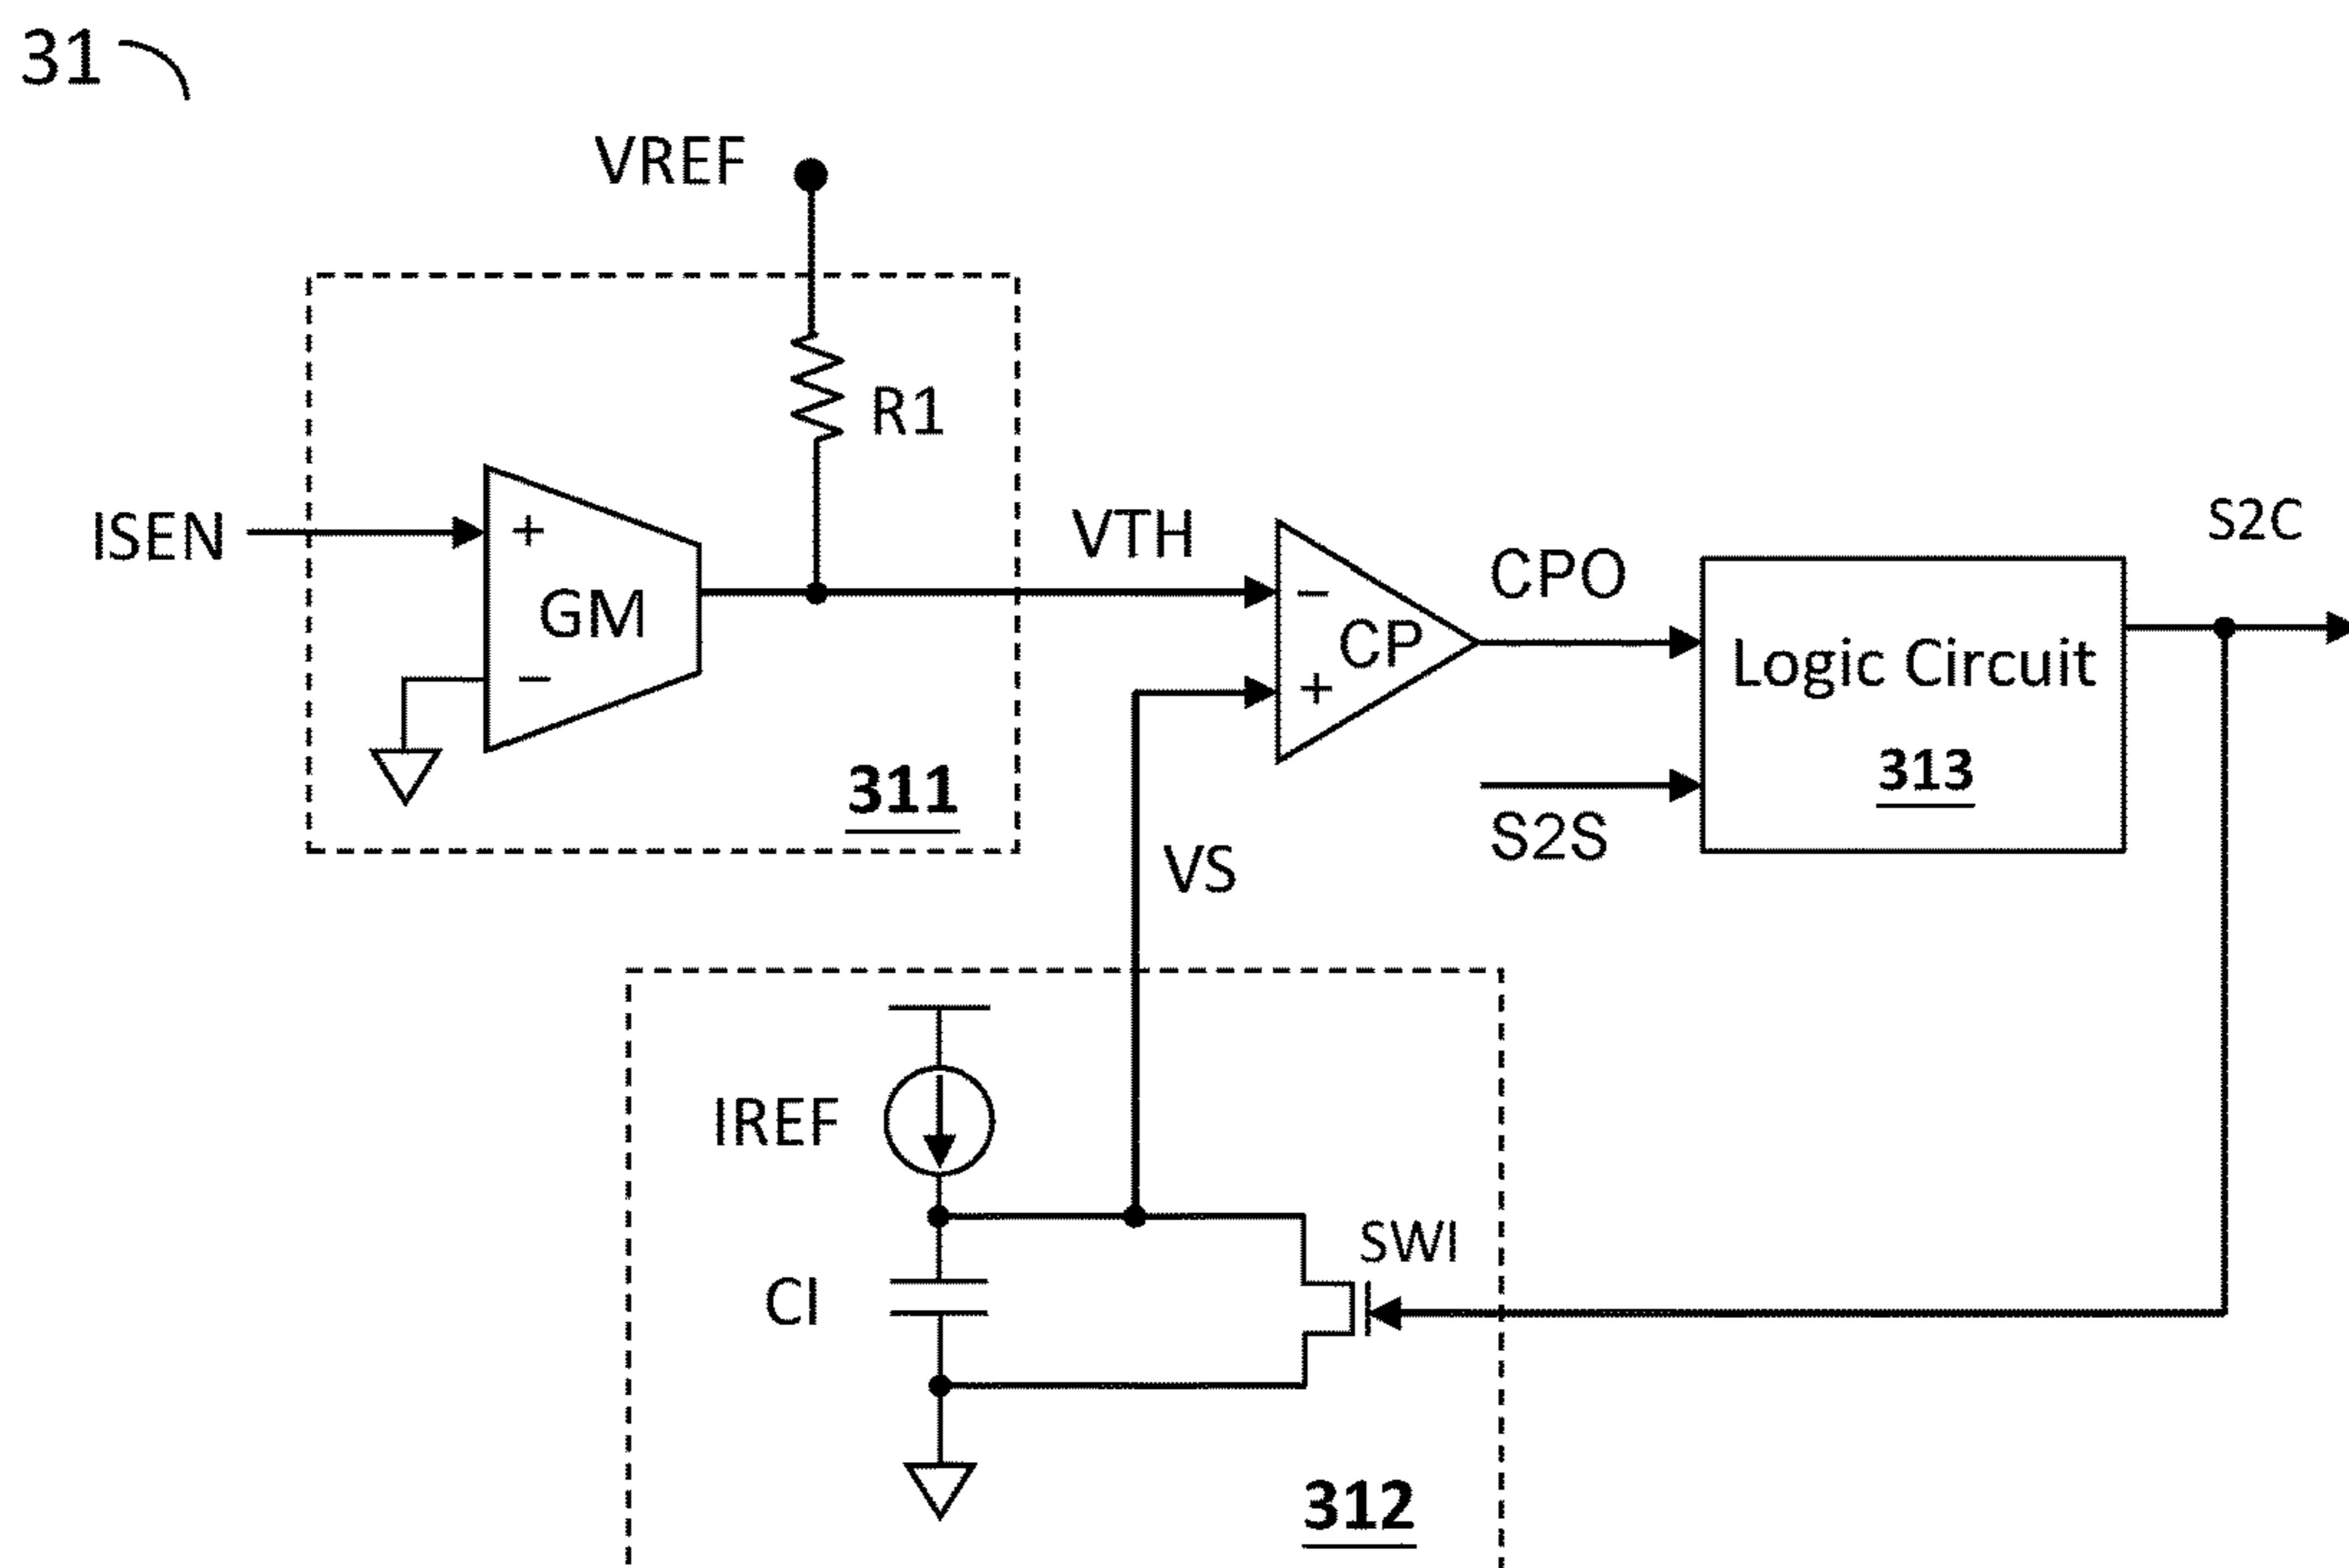 31
VREF
R1
ISEN
+
GM
−
311
VTH
−
CP
+
CPO
S2S
Logic Circuit
313
S2C
VS
IREF
CI
SWI
312